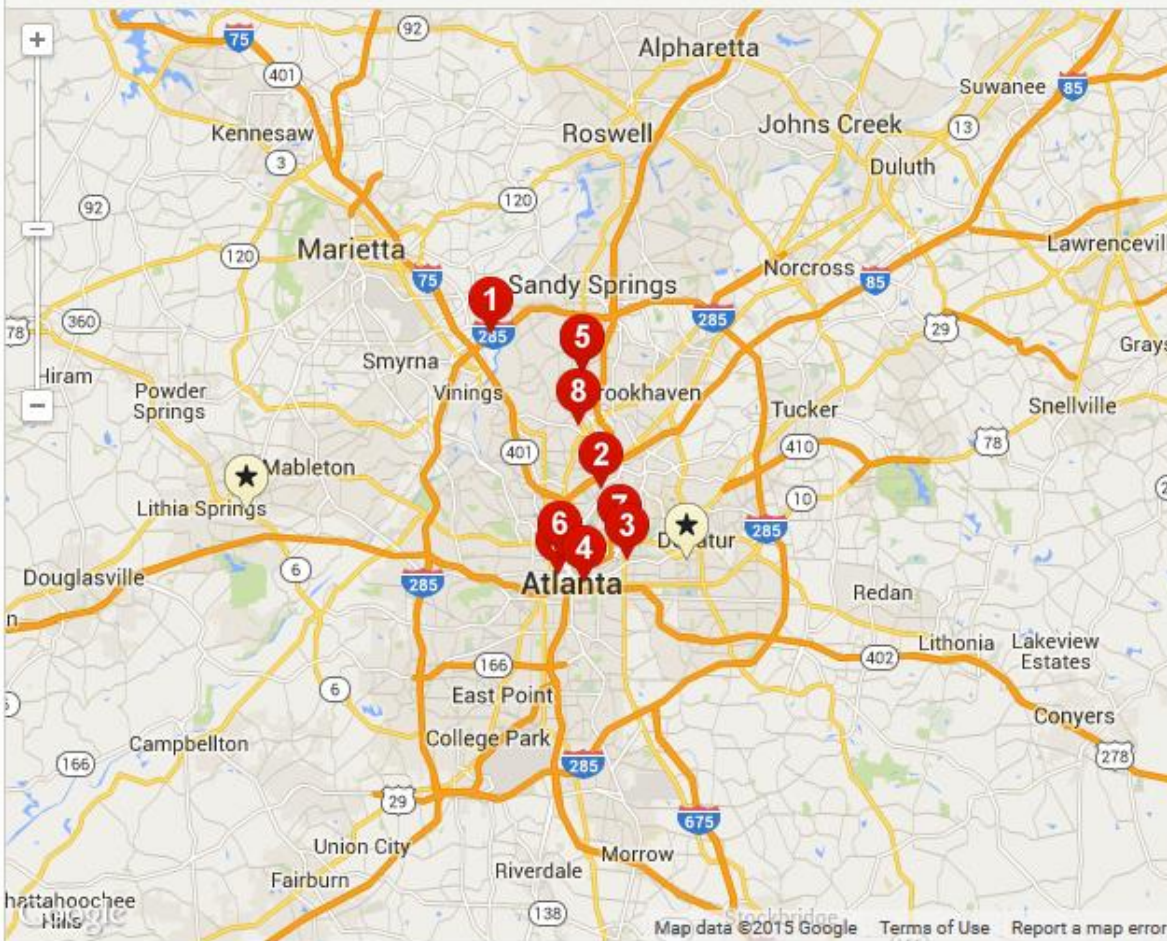 92
75
Alpharetta
401
Suwanee
85
Kennesaw
Roswell
Johns Creek
13
3
Duluth
120
92
Marietta
120
Lawrencevil
75
Norcross
85
Sandy Springs
1
285
285
360
78
5
29
Smyrna
Grays
Hiram
Powder
Springs
Vinings
8
rookhaven
Tucker
Snellville
78
410
401
2
Mableton
10
Lithia Springs
7
6
3
285
4
Atlanta
Douglasville
6
285
Redan
n
Lithonia
Lakeview
Estates
402
166
6
East Point
Conyers
College Park
Campbellton
166
285
278
29
675
Union City
Morrow
Riverdale
Fairburn
hattahoochee
Hills
Google
138
Stockbridge
Map data ©2015 Google Terms of Use Report a map error